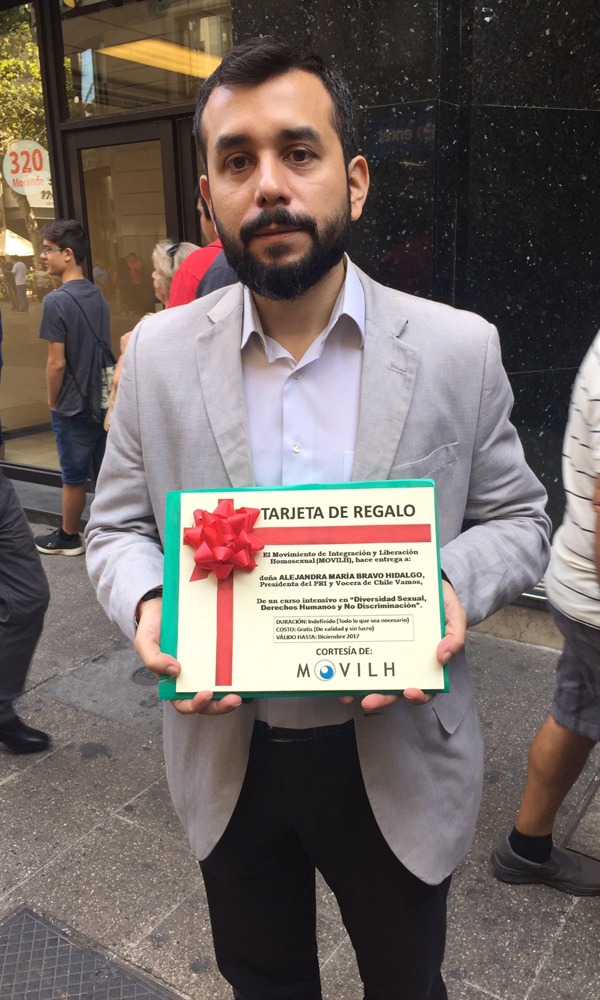 320
Morandé
TARJETA DE REGALO
El Movimiento de Integración y Liberación
Homosexual (MOVILH), hace entrega a:
doña ALEJANDRA MARÍA BRAVO HIDALGO,
Presidenta del PRI y Vocera de Chile Vamos,
De un curso intensivo en “Diversidad Sexual,
Derechos Humanos y No Discriminación”.
DURACIÓN: Indefinido (Todo lo que sea necesario)
COSTO: Gratis (De calidad y sin lucro)
VÁLIDO HASTA: Diciembre 2017
CORTESÍA DE:
MOVILH